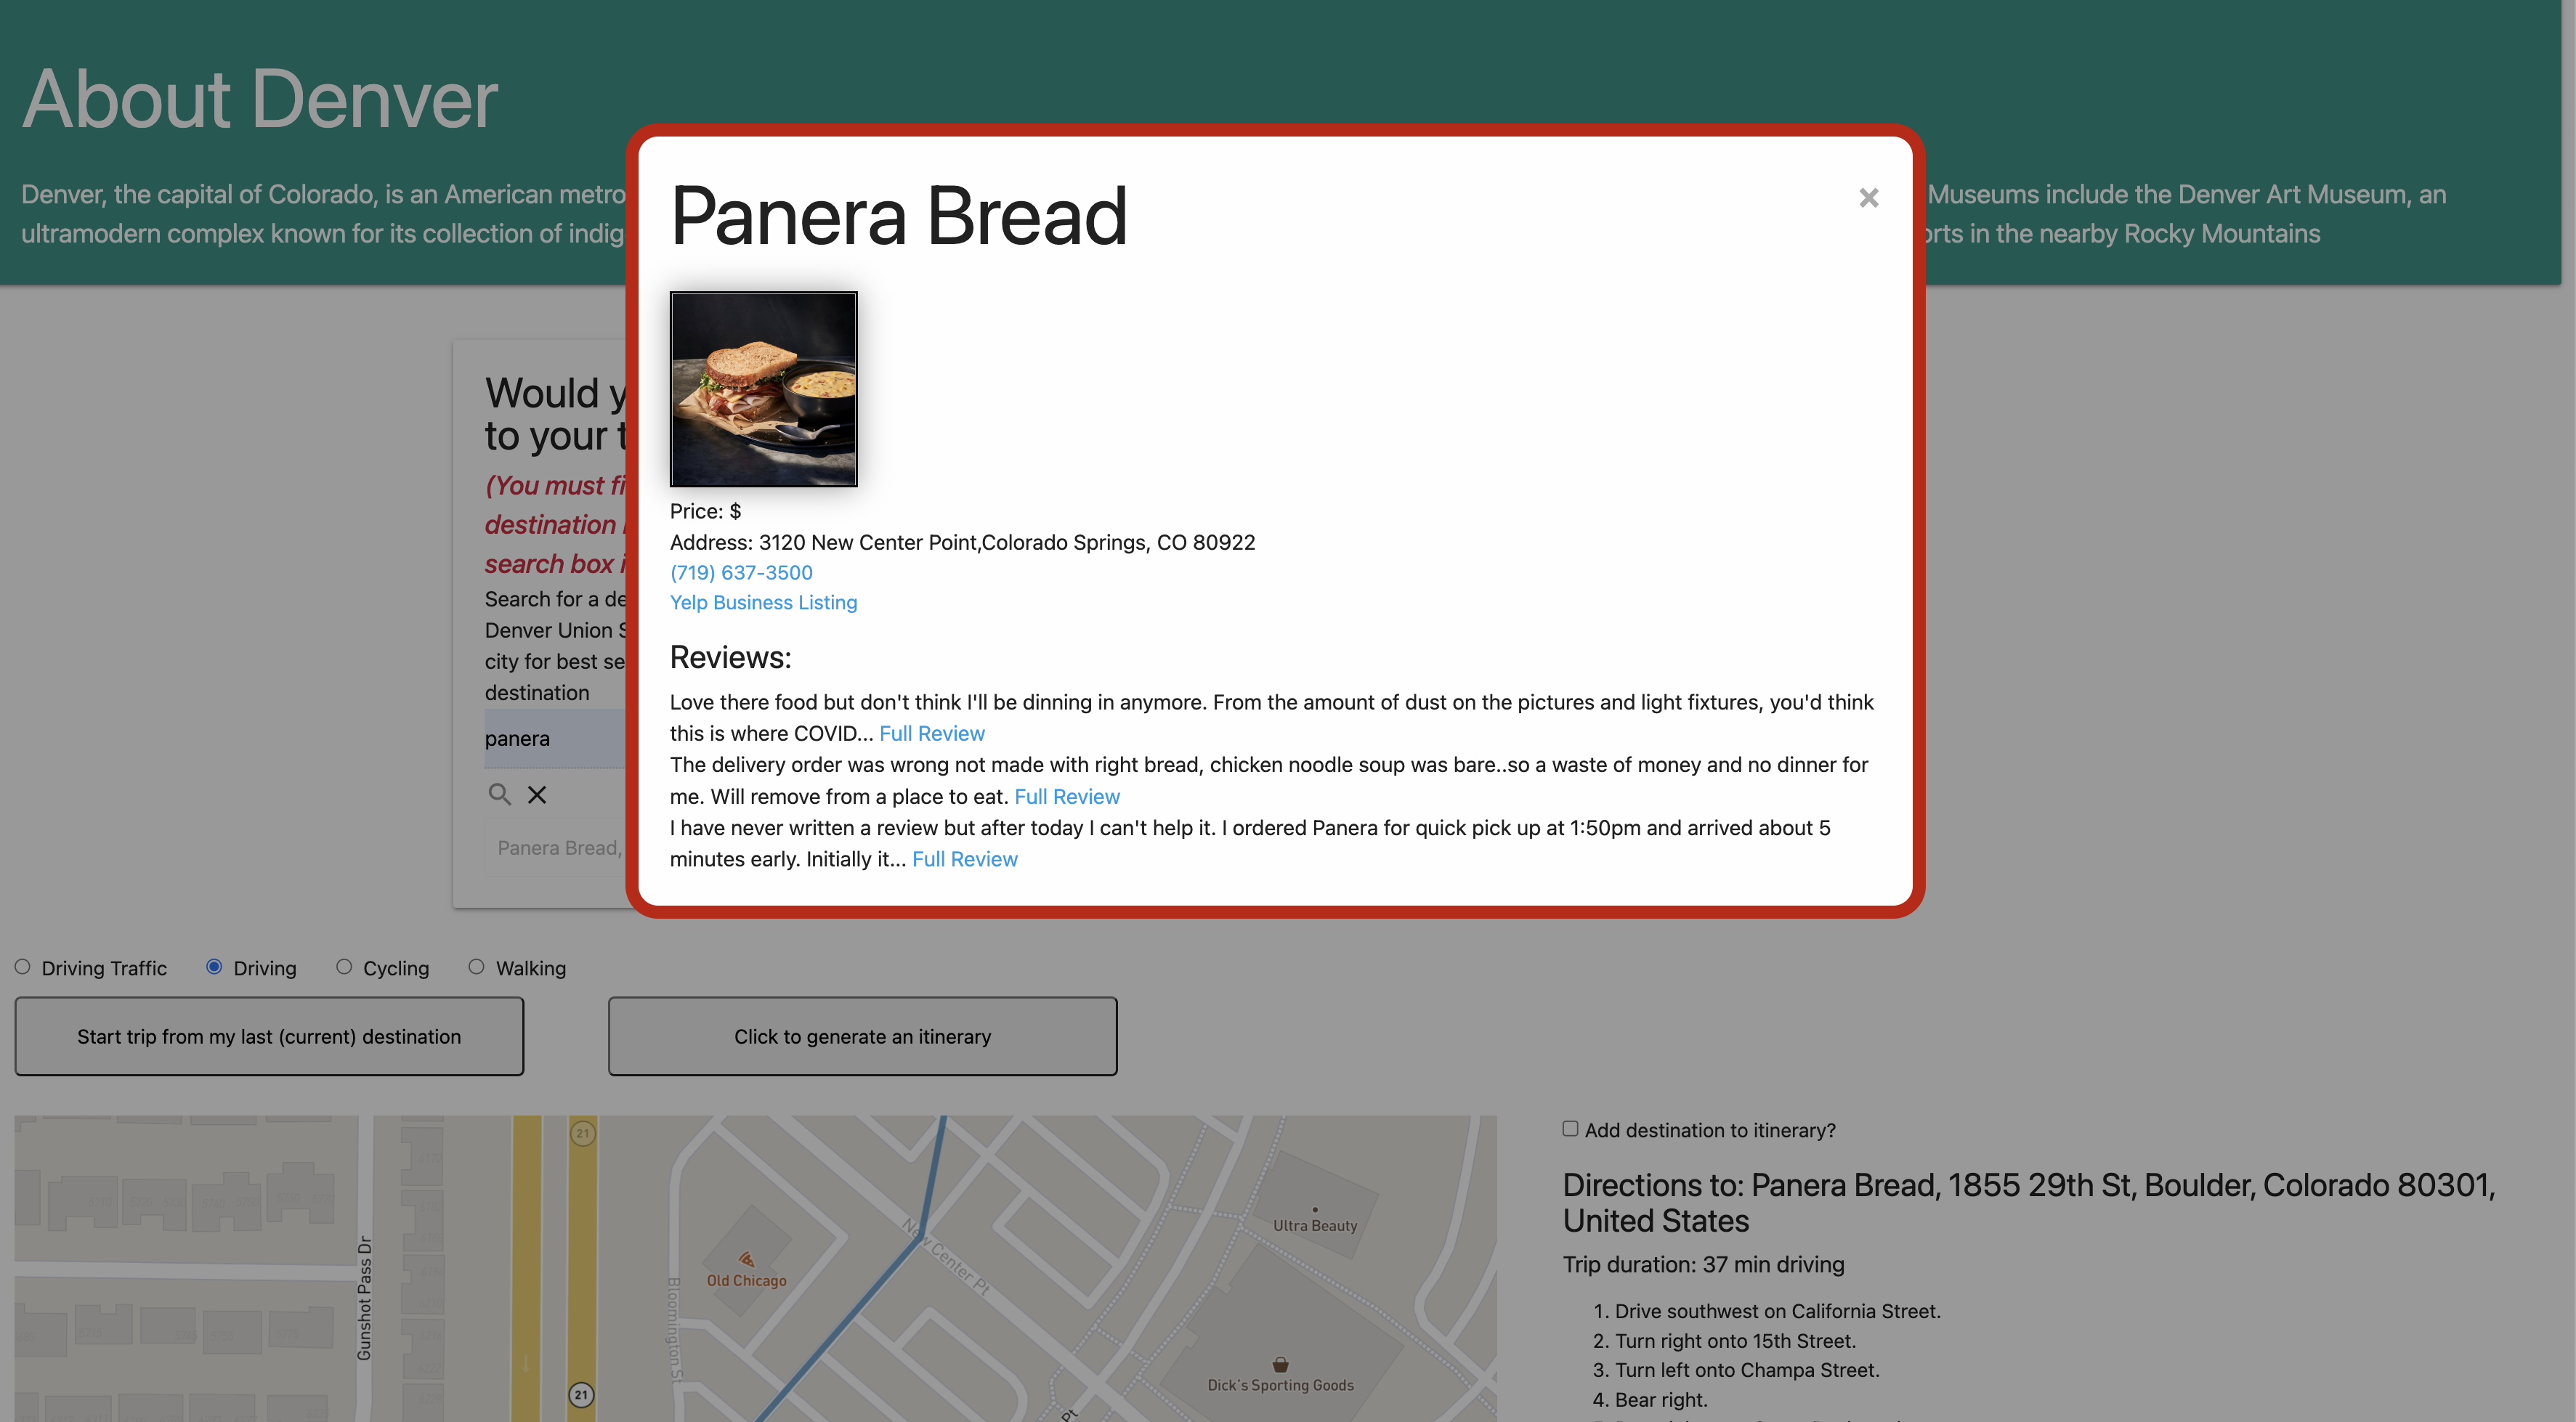 About Denver
Denver, the capital of Colorado, is an American metro
Museums include the Denver Art Museum, an
ultramodern complex known for its collection of indig
orts in the nearby Rocky Mountains
Panera Bread
×
Price: $
Address: 3120 New Center Point,Colorado Springs, CO 80922
(719) 637-3500
Yelp Business Listing
Reviews:
Love there food but don't think I'll be dinning in anymore. From the amount of dust on the pictures and light fixtures, you'd think
this is where COVID... Full Review
The delivery order was wrong not made with right bread, chicken noodle soup was bare..so a waste of money and no dinner for
me. Will remove from a place to eat. Full Review
I have never written a review but after today I can't help it. I ordered Panera for quick pick up at 1:50pm and arrived about 5
minutes early. Initially it... Full Review
Would y
to your t
(You must fi
destination
search box i
Search for a de
Denver Union S
city for best se
destination
panera
Panera Bread,
Driving Traffic
Driving
Cycling
Walking
Start trip from my last (current) destination
Click to generate an itinerary
21
Gunshot Pass Dr
Bloomington St
Old Chicago
New Center Pt
Ultra Beauty
Dick's Sporting Goods
21
Pt
Add destination to itinerary?
Directions to: Panera Bread, 1855 29th St, Boulder, Colorado 80301,
United States
Trip duration: 37 min driving
1. Drive southwest on California Street.
2. Turn right onto 15th Street.
3. Turn left onto Champa Street.
4. Bear right.